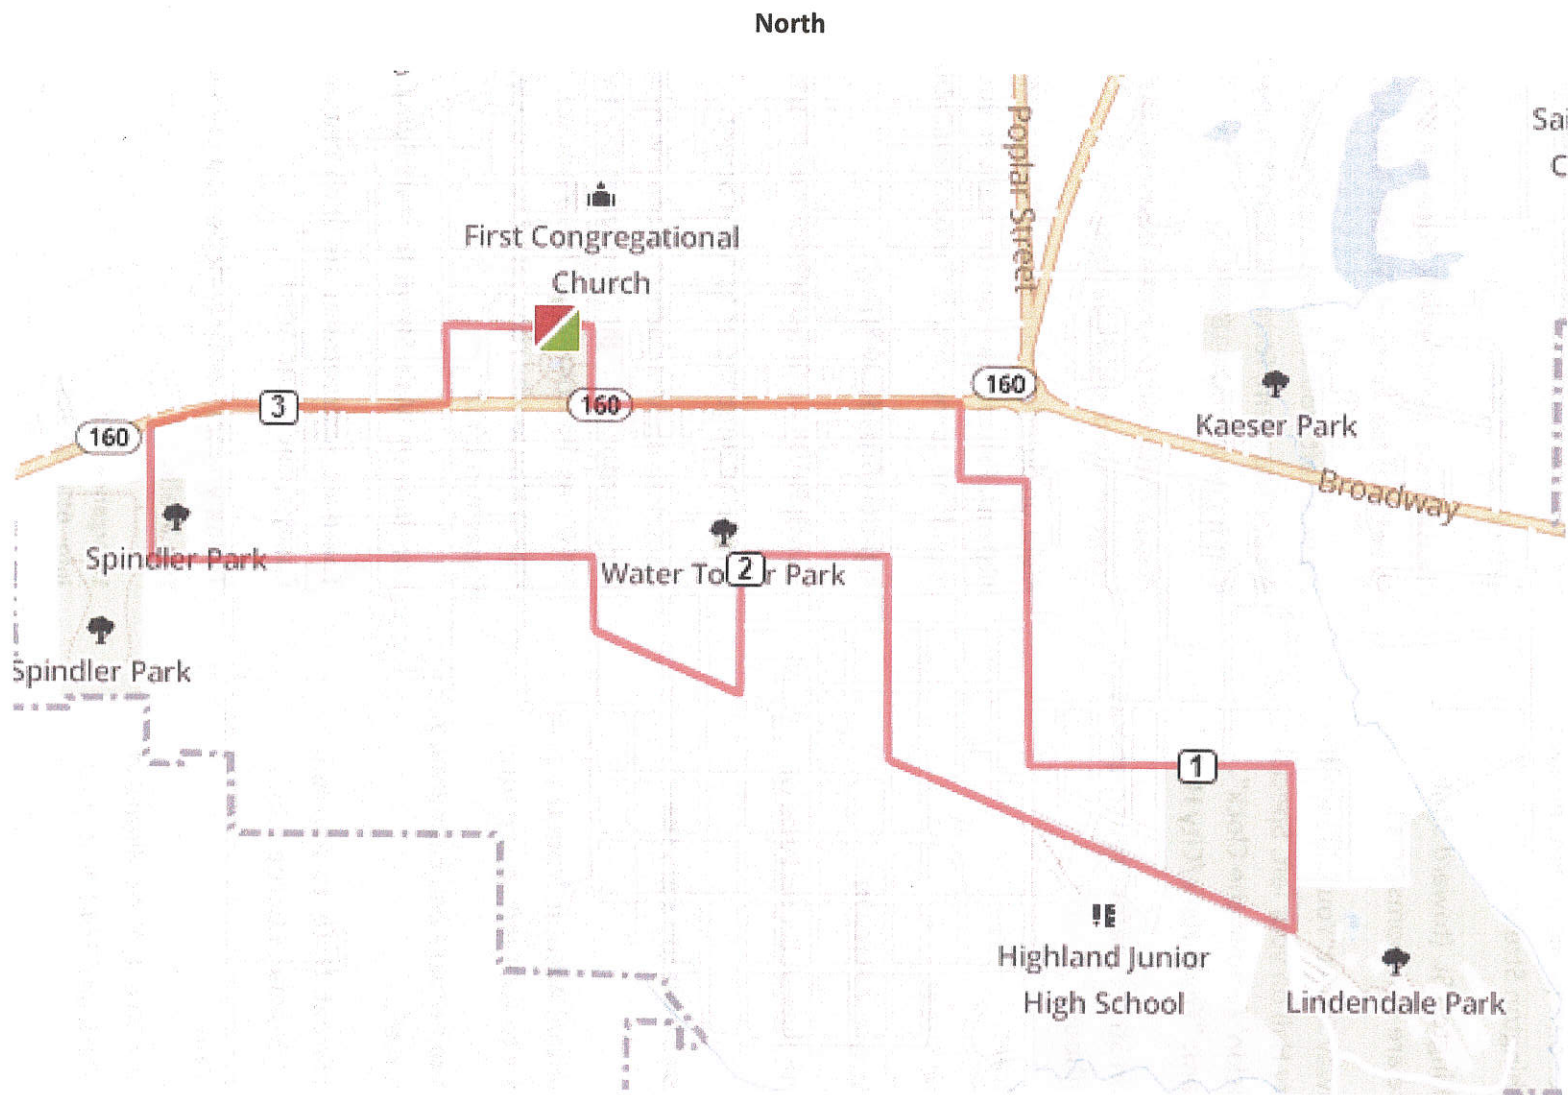 North
Poplar Street
Sai
C
First Congregational
Church
160
3
160
160
Kaeser Park
Broadway
Spindler Park
Water To
2
r Park
Spindler Park
1
Highland Junior
High School
Lindendale Park